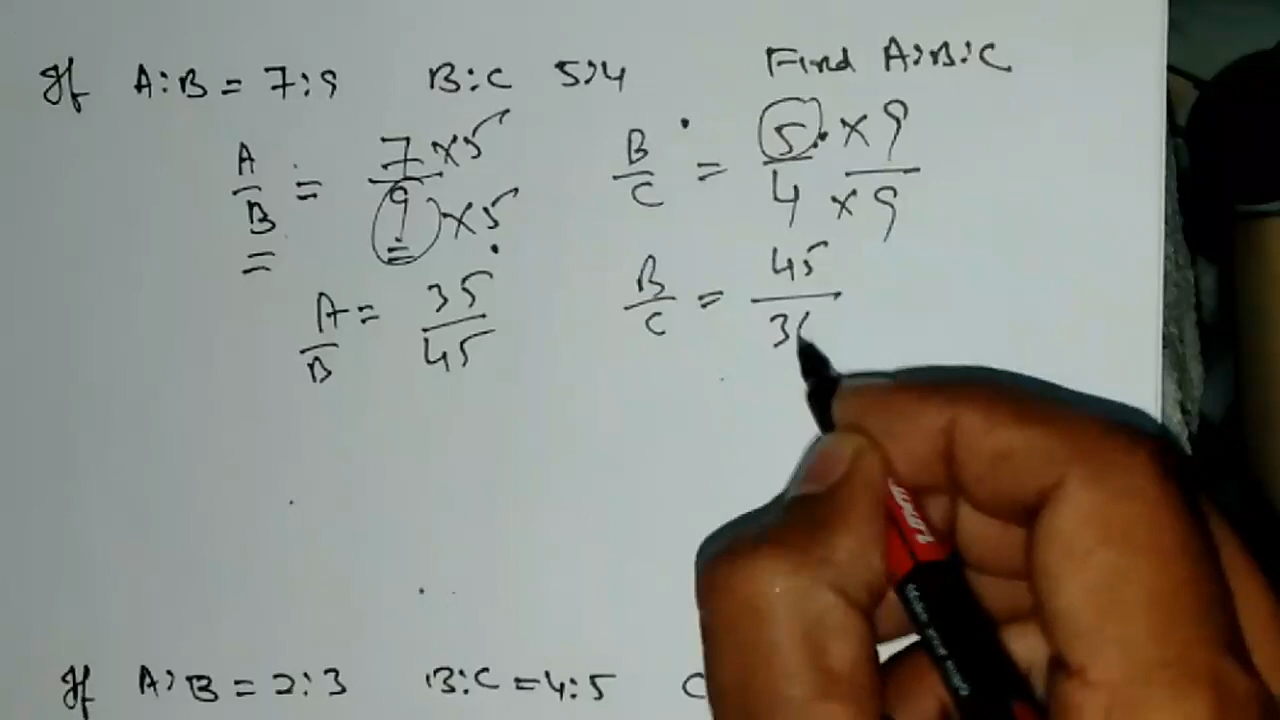 If A:B = 7:9 B:C 5:4 Find A:B:C
A/B = 7×5/9×5 B/C = 5×9/4×9
A/B = 35/45 B/C = 45/36
If A:B = 2:3 B:C = 4:5 C